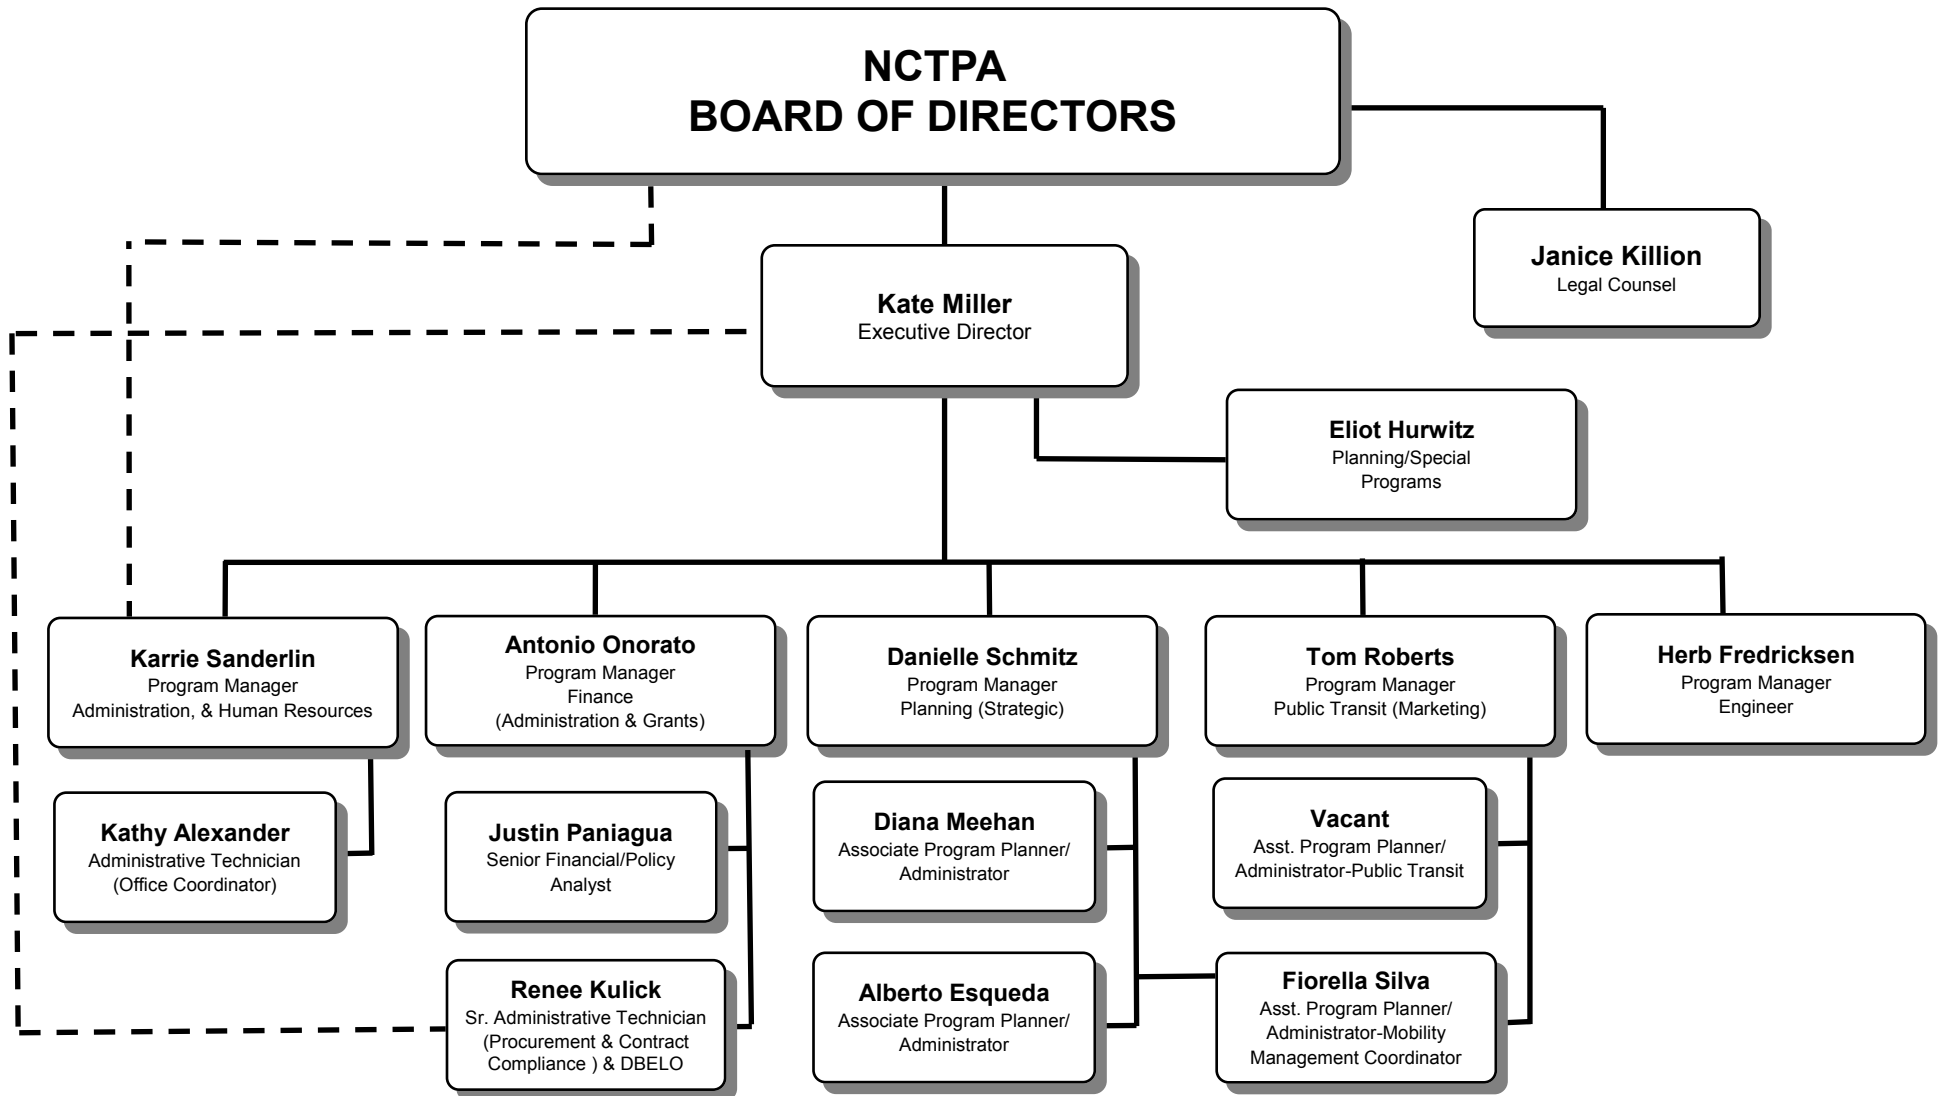 NCTPA
BOARD OF DIRECTORS
Janice Killion
Legal Counsel
Kate Miller
Executive Director
Eliot Hurwitz
Planning/Special
Programs
Karrie Sanderlin
Program Manager
Administration, & Human Resources
Antonio Onorato
Program Manager
Finance
(Administration & Grants)
Danielle Schmitz
Program Manager
Planning (Strategic)
Tom Roberts
Program Manager
Public Transit (Marketing)
Herb Fredricksen
Program Manager
Engineer
Kathy Alexander
Administrative Technician
(Office Coordinator)
Justin Paniagua
Senior Financial/Policy
Analyst
Diana Meehan
Associate Program Planner/
Administrator
Vacant
Asst. Program Planner/
Administrator-Public Transit
Renee Kulick
Sr. Administrative Technician
(Procurement & Contract
Compliance ) & DBELO
Alberto Esqueda
Associate Program Planner/
Administrator
Fiorella Silva
Asst. Program Planner/
Administrator-Mobility
Management Coordinator